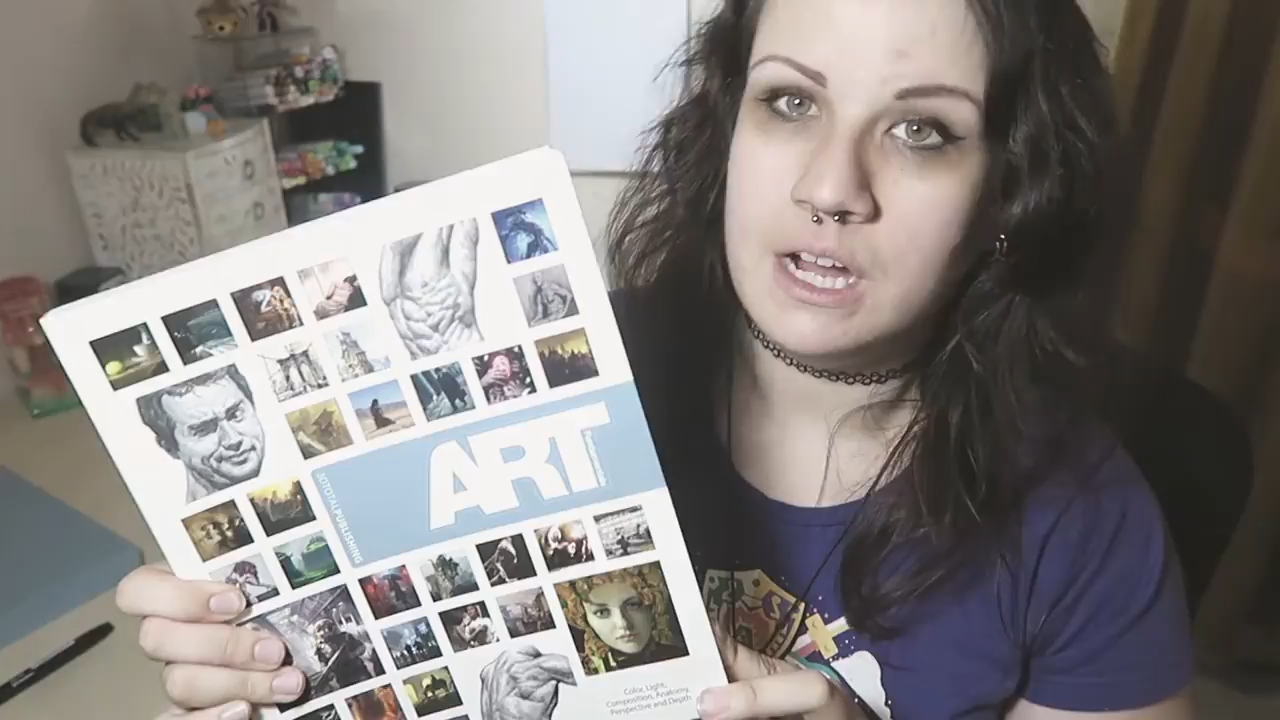 ART
3DTOTALPUBLISHING
Color, Light,
Composition, Anatomy,
Perspective and Depth